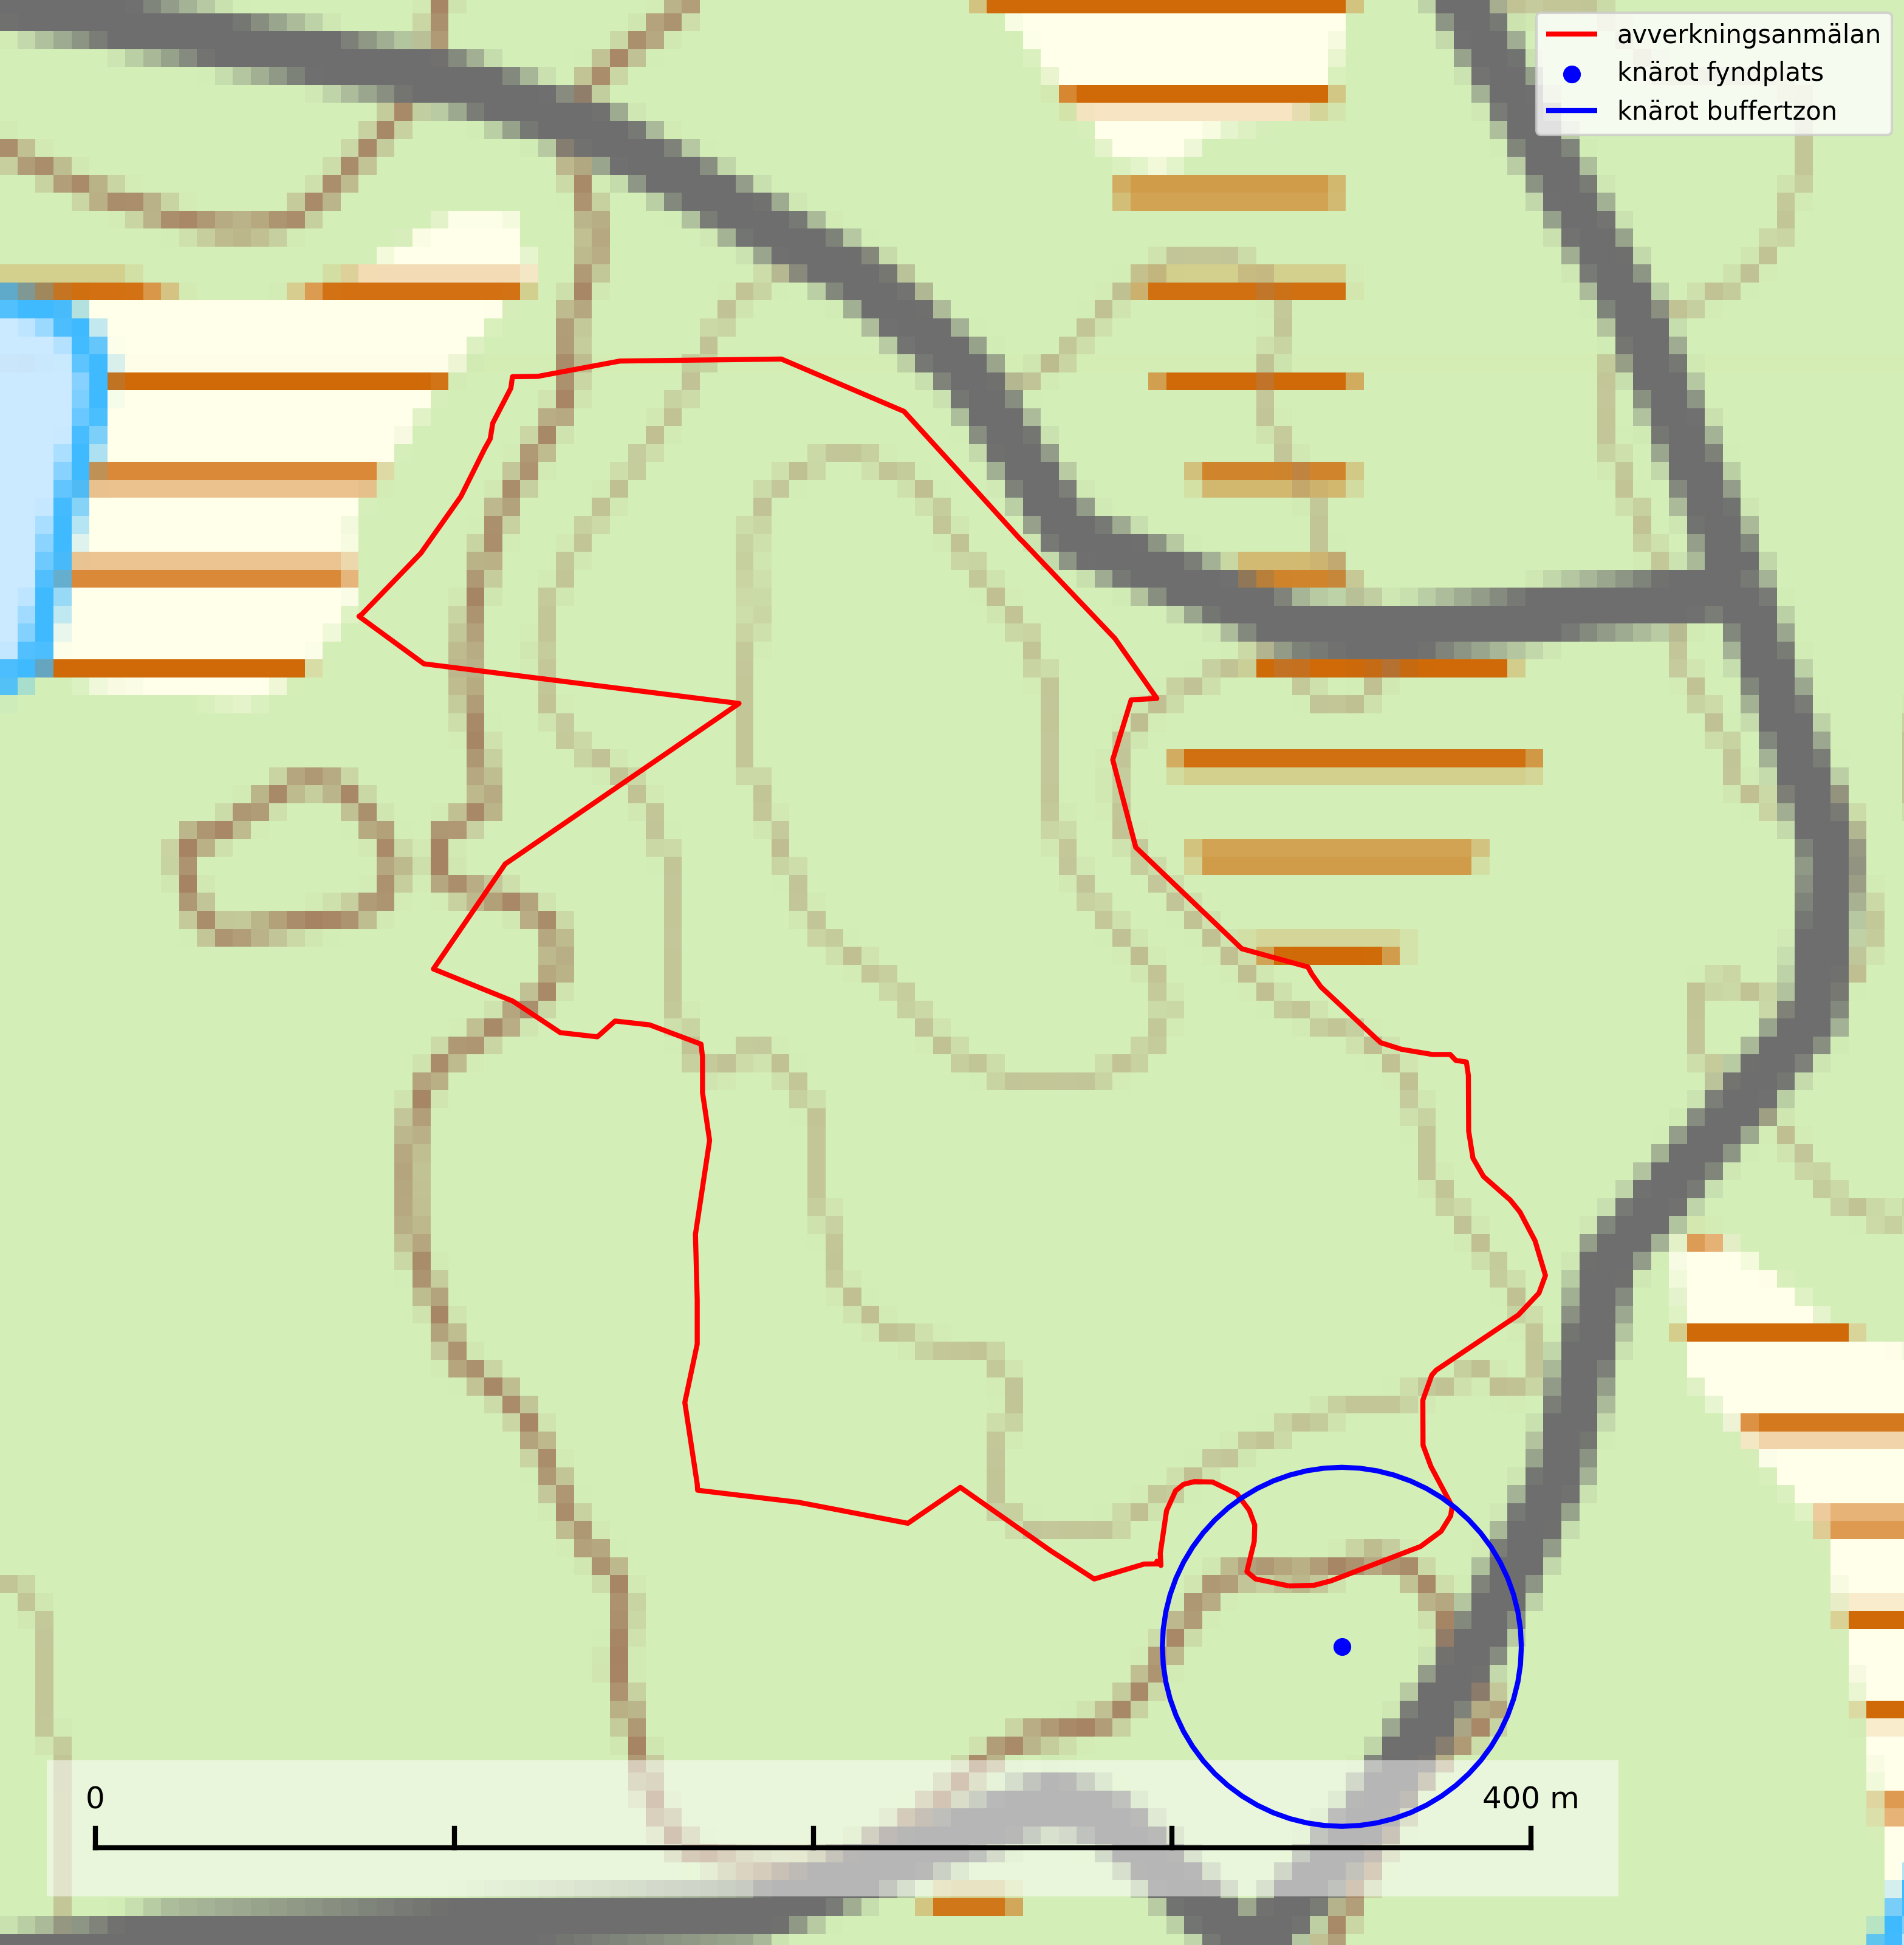 avverkningsanmälan
knärot fyndplats
knärot buffertzon
0
400 m